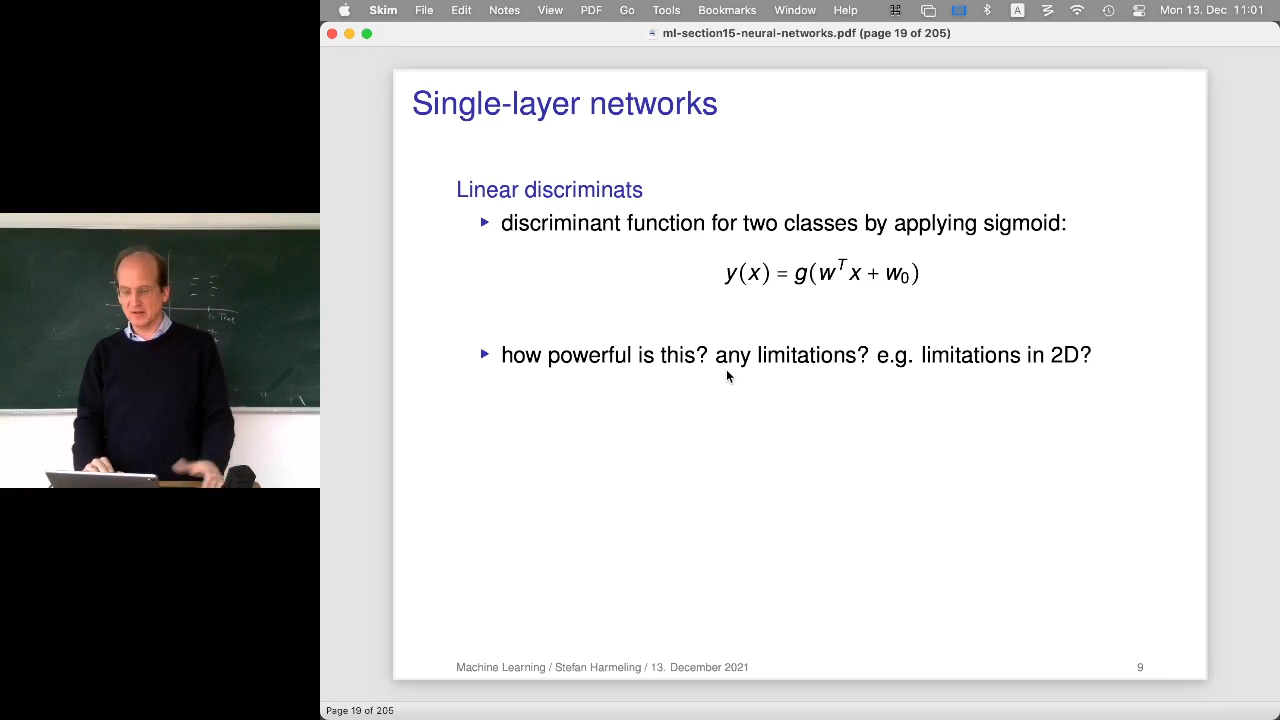 Skim File Edit Notes View PDF Go Tools Bookmarks Window Help A Mon 13. Dec 11:01
ml-section15-neural-networks.pdf (page 19 of 205)
Single-layer networks
Linear discriminats
▸ discriminant function for two classes by applying sigmoid:
y(x) = g(wᵀx + w₀)
▸ how powerful is this? any limitations? e.g. limitations in 2D?
Machine Learning / Stefan Harmeling / 13. December 2021 9
Page 19 of 205